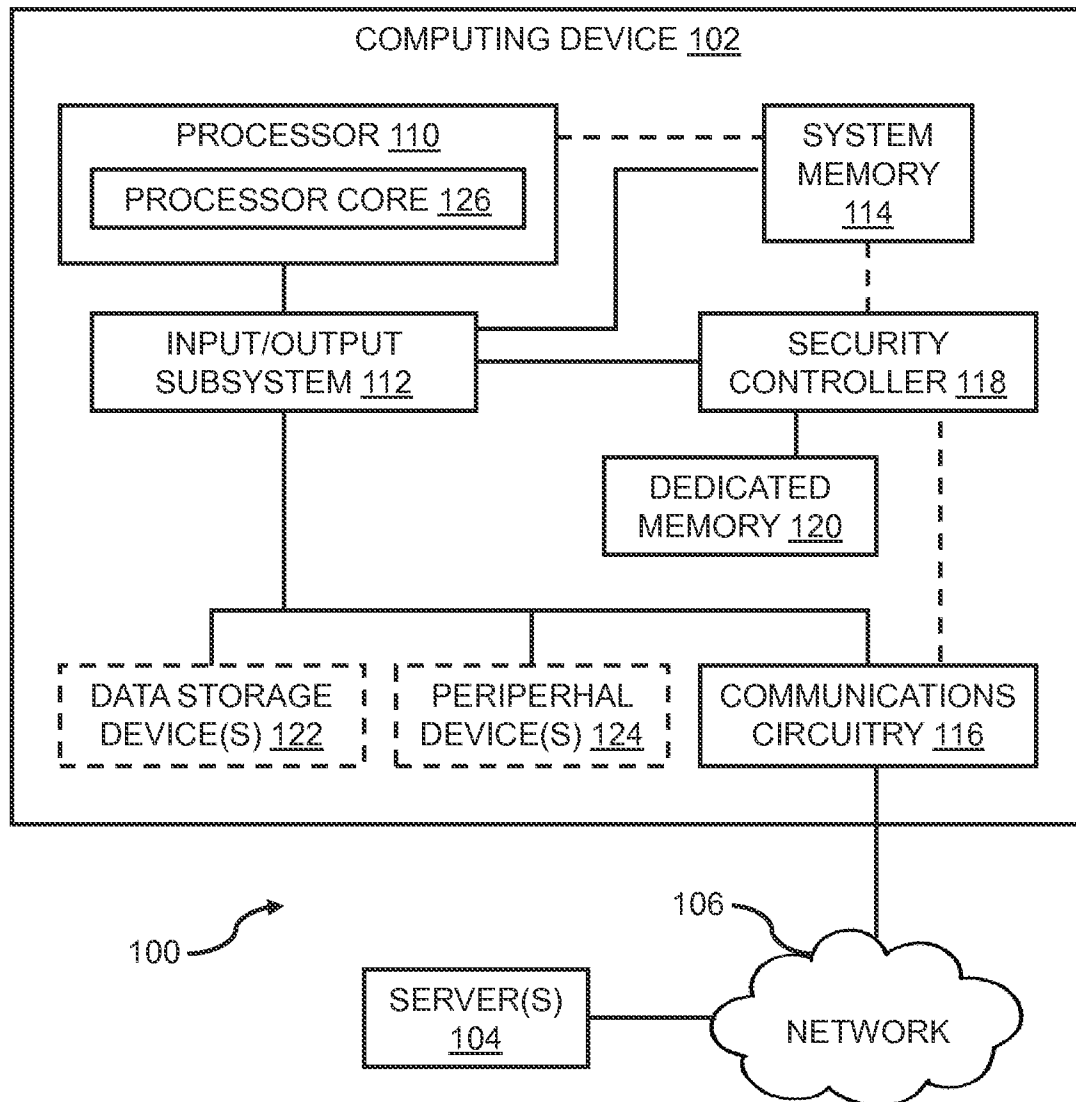 COMPUTING DEVICE 102
PROCESSOR 110
PROCESSOR CORE 126
SYSTEM
MEMORY
114
INPUT/OUTPUT
SUBSYSTEM 112
SECURITY
CONTROLLER 118
DEDICATED
MEMORY 120
DATA STORAGE
DEVICE(S) 122
PERIPERHAL
DEVICE(S) 124
COMMUNICATIONS
CIRCUITRY 116
100
106
SERVER(S)
104
NETWORK